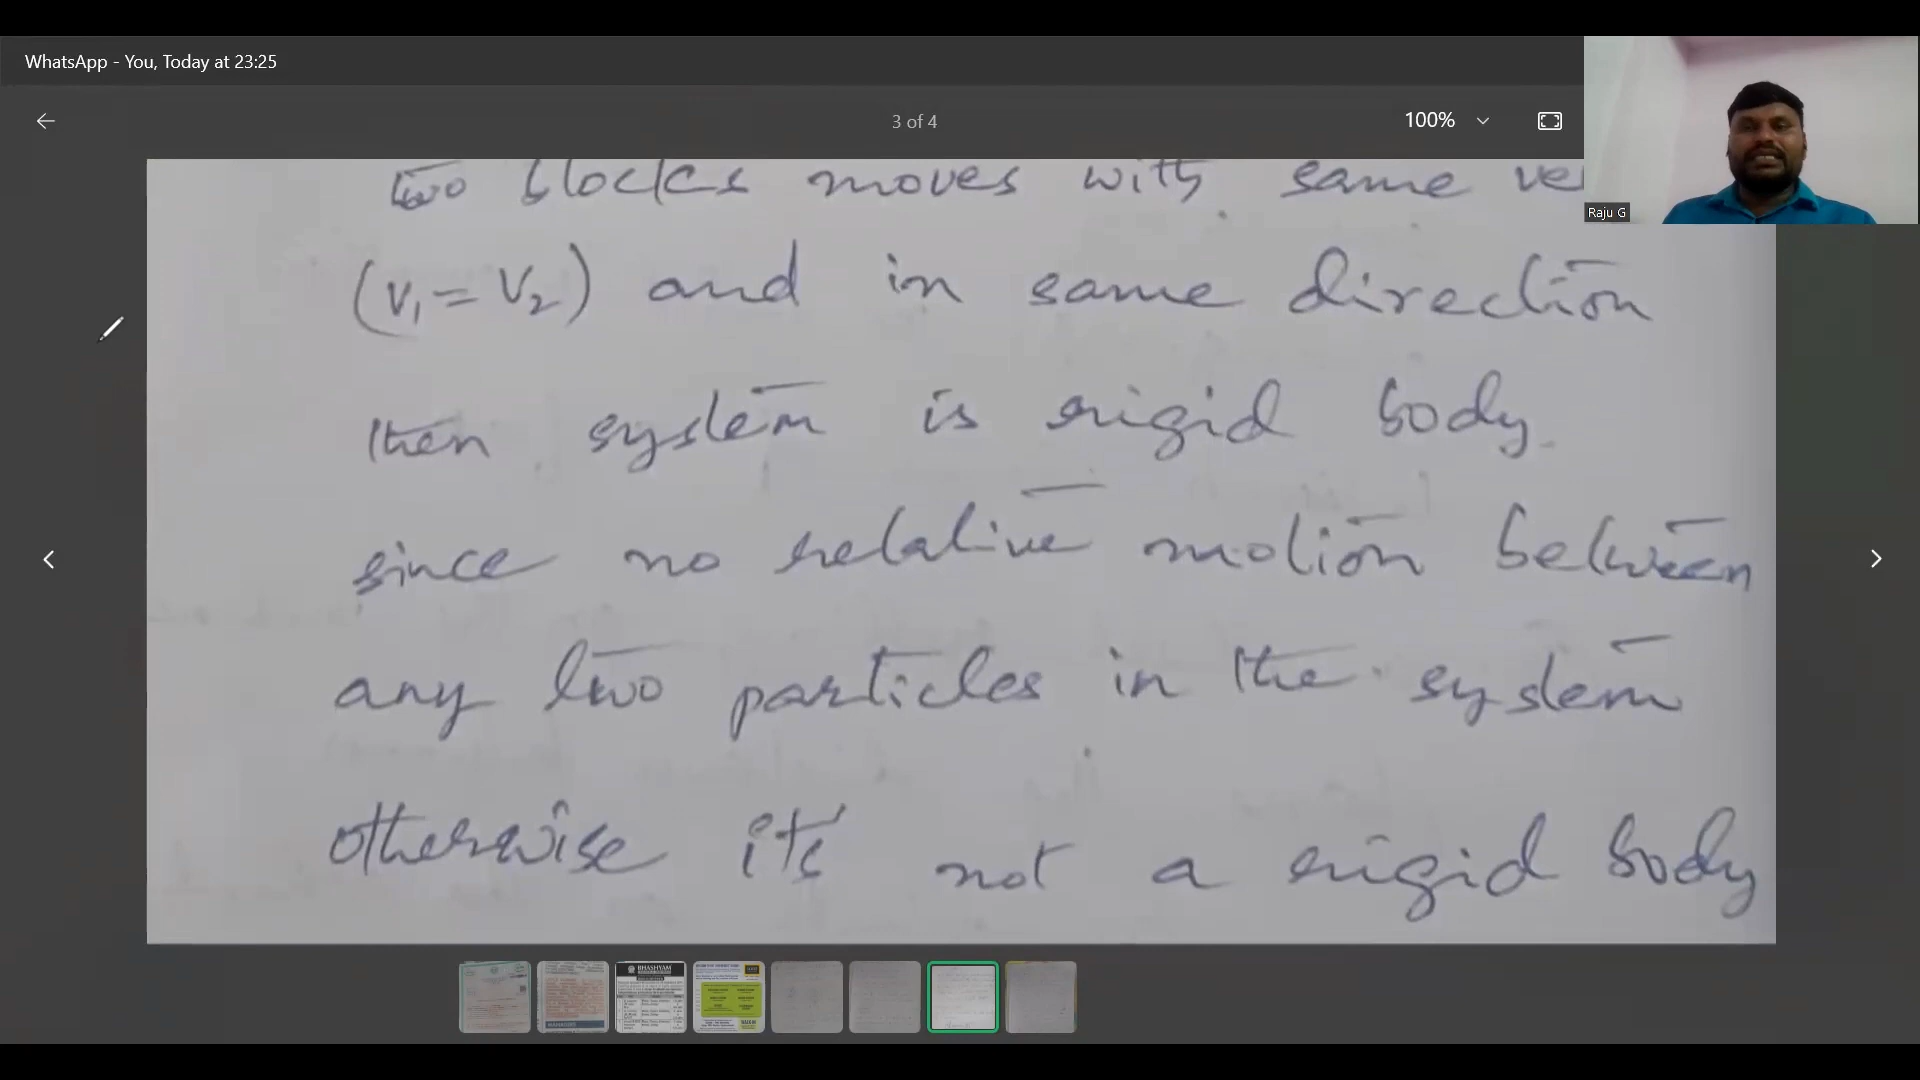 WhatsApp - You, Today at 23:25
3 of 4
100%
Raju G
two blocks moves with same
(V₁ = V₂) and in same direction
then system is rigid body.
since no relative motion between
any two particles in the system
otherwise it's not a rigid body
BHASHYAM